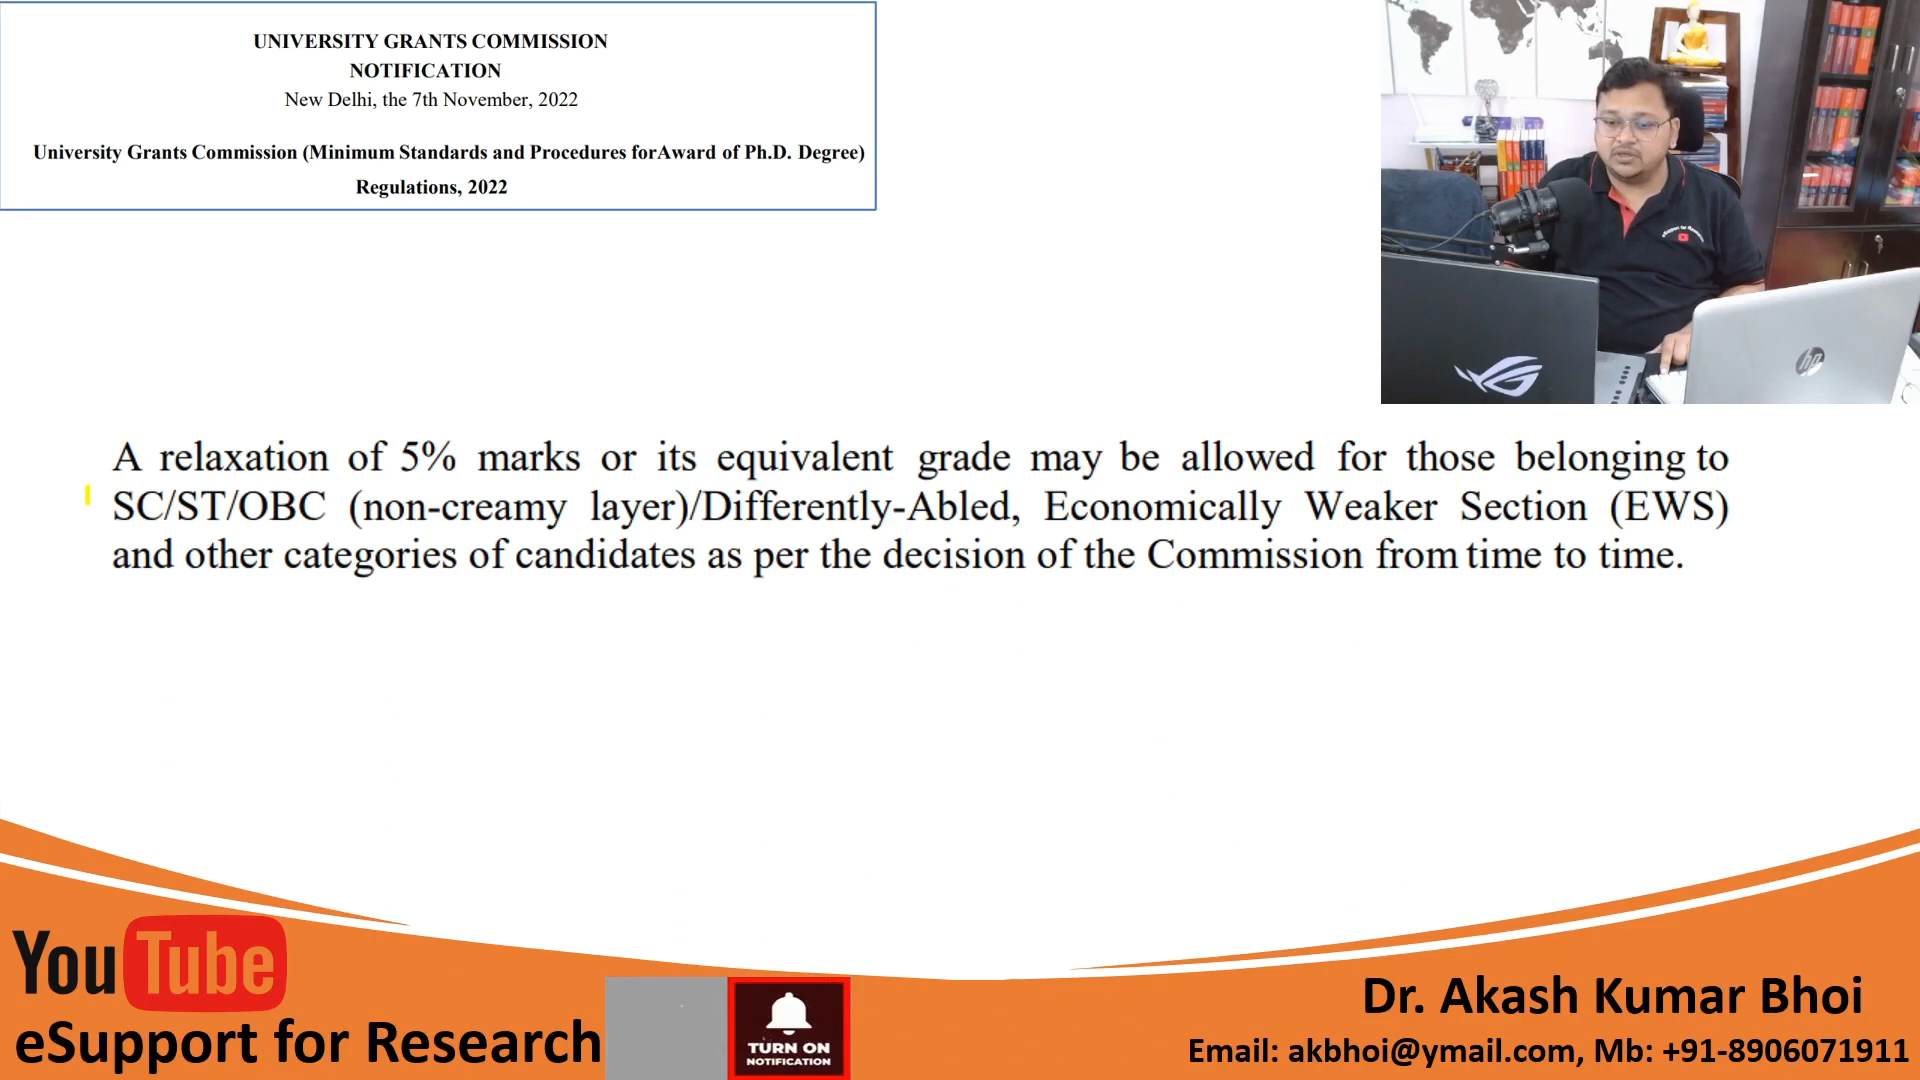 UNIVERSITY GRANTS COMMISSION
NOTIFICATION
New Delhi, the 7th November, 2022
University Grants Commission (Minimum Standards and Procedures forAward of Ph.D. Degree)
Regulations, 2022
A relaxation of 5% marks or its equivalent grade may be allowed for those belonging to
SC/ST/OBC (non-creamy layer)/Differently-Abled, Economically Weaker Section (EWS)
and other categories of candidates as per the decision of the Commission from time to time.
hp
YouTube
eSupport for Research
TURN ON
NOTIFICATION
Dr. Akash Kumar Bhoi
Email: akbhoi@ymail.com, Mb: +91-8906071911